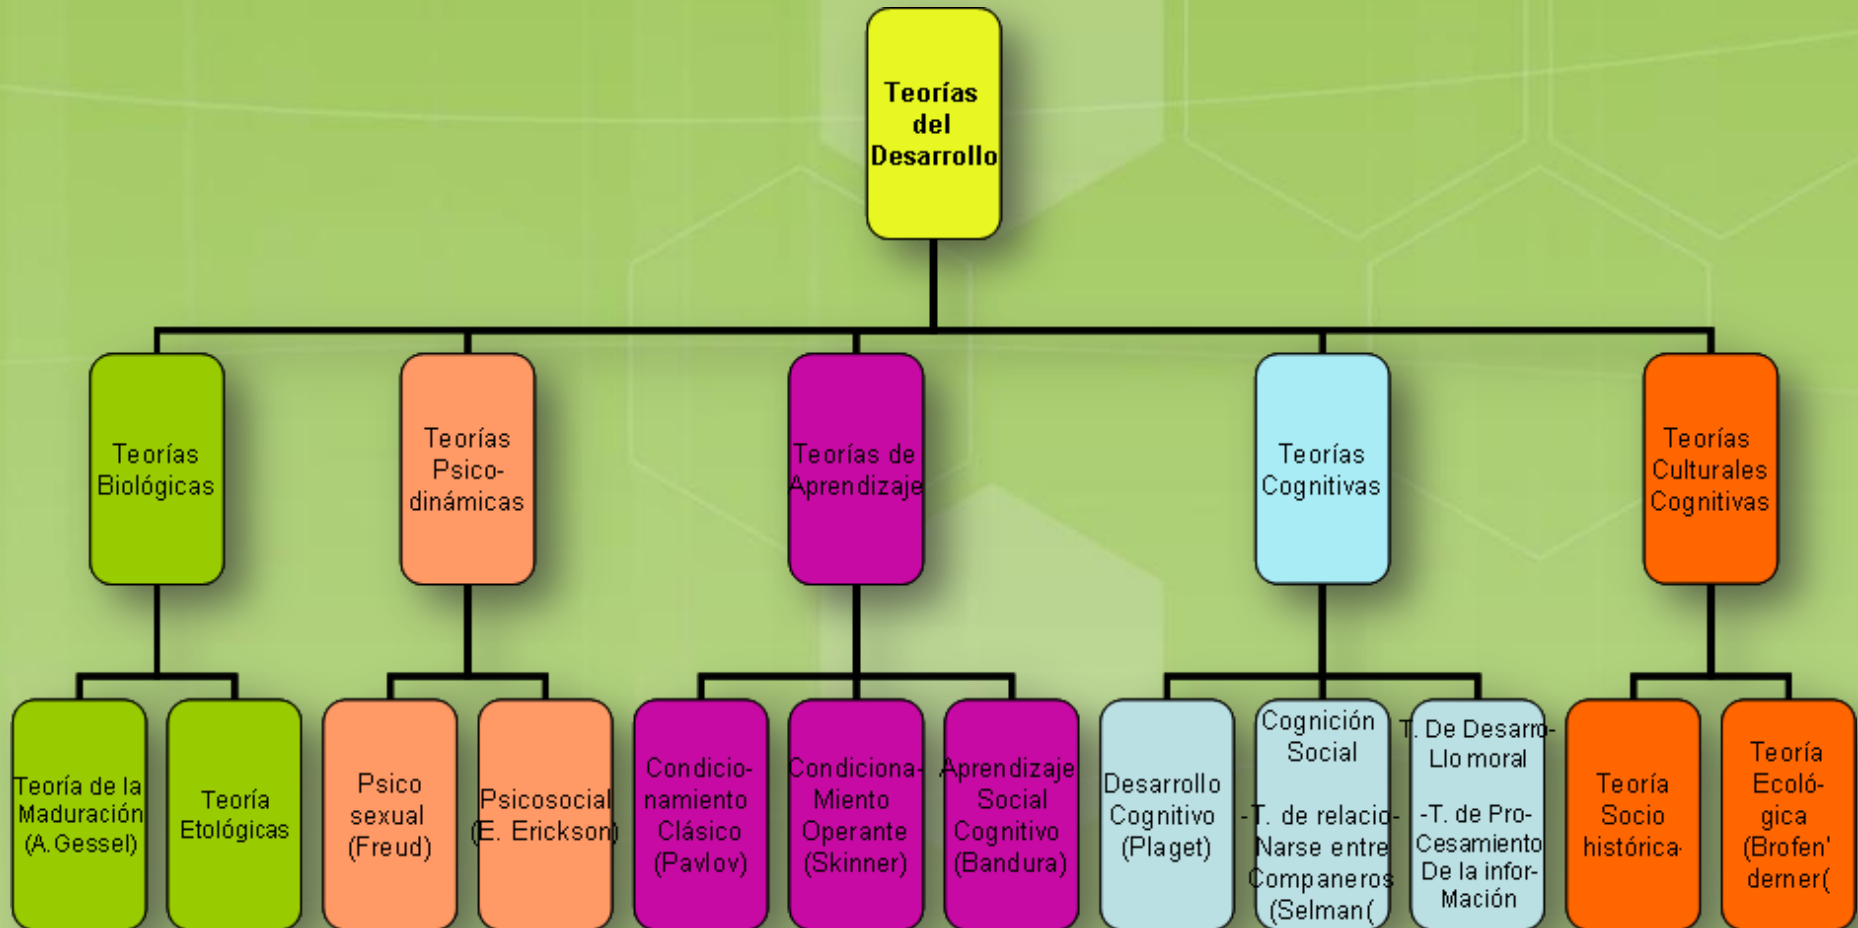 Teorías
del
Desarrollo
Teorías
Biológicas
Teorías
Psico-
dinámicas
Teorías de
Aprendizaje
Teorías
Cognitivas
Teorías
Culturales
Cognitivas
Teoría de la
Maduración
(A.Gessel)
Teoría
Etológicas
Psico
sexual
(Freud)
Psicosocial
(E. Erickson)
Condicio-
namiento
Clásico
(Pavlov)
Condiciona-
Miento
Operante
(Skinner)
Aprendizaje
Social
Cognitivo
(Bandura)
Desarrollo
Cognitivo
(Plaget)
Cognición
Social
-T. de relacio-
Narse entre
Companeros
(Selman(
T. De Desarro-
Llo moral
-T. de Pro-
Cesamiento
De la infor-
Mación
Teoría
Socio
histórica-
Teoría
Ecoló-
gica
(Brofen'
derner(